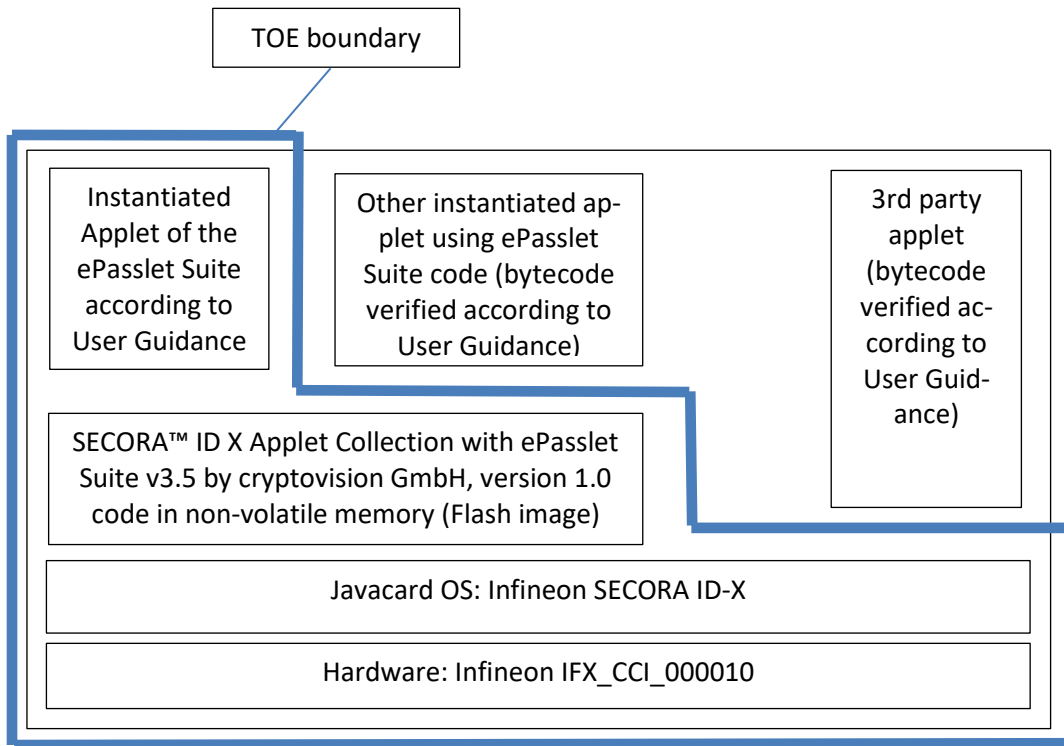 TOE boundary
Instantiated
Applet of the
ePasslet Suite
according to
User Guidance
Other instantiated ap-
plet using ePasslet
Suite code (bytecode
verified according to
User Guidance)
3rd party
applet
(bytecode
verified ac-
cording to
User Guid-
ance)
SECORA™ ID X Applet Collection with ePasslet
Suite v3.5 by cryptovision GmbH, version 1.0
code in non-volatile memory (Flash image)
Javacard OS: Infineon SECORA ID-X
Hardware: Infineon IFX_CCI_000010